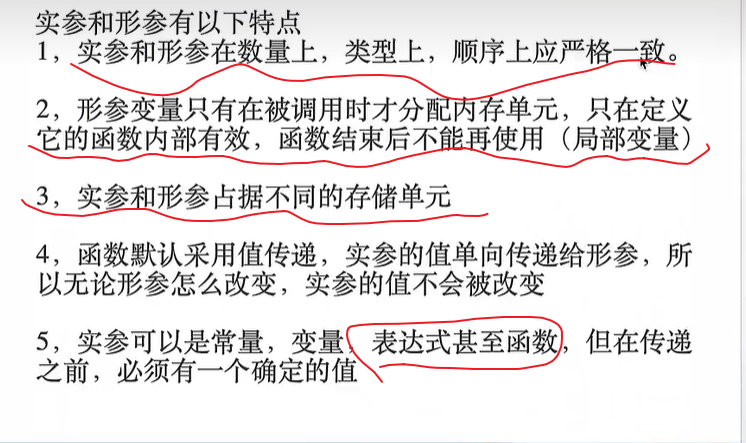 实参和形参有以下特点
1，实参和形参在数量上，类型上，顺序上应严格一致。
2，形参变量只有在被调用时才分配内存单元，只在定义
它的函数内部有效，函数结束后不能再使用（局部变量）
3，实参和形参占据不同的存储单元
4，函数默认采用值传递，实参的值单向传递给形参，所
以无论形参怎么改变，实参的值不会被改变
5，实参可以是常量，变量，表达式甚至函数，但在传递
之前，必须有一个确定的值